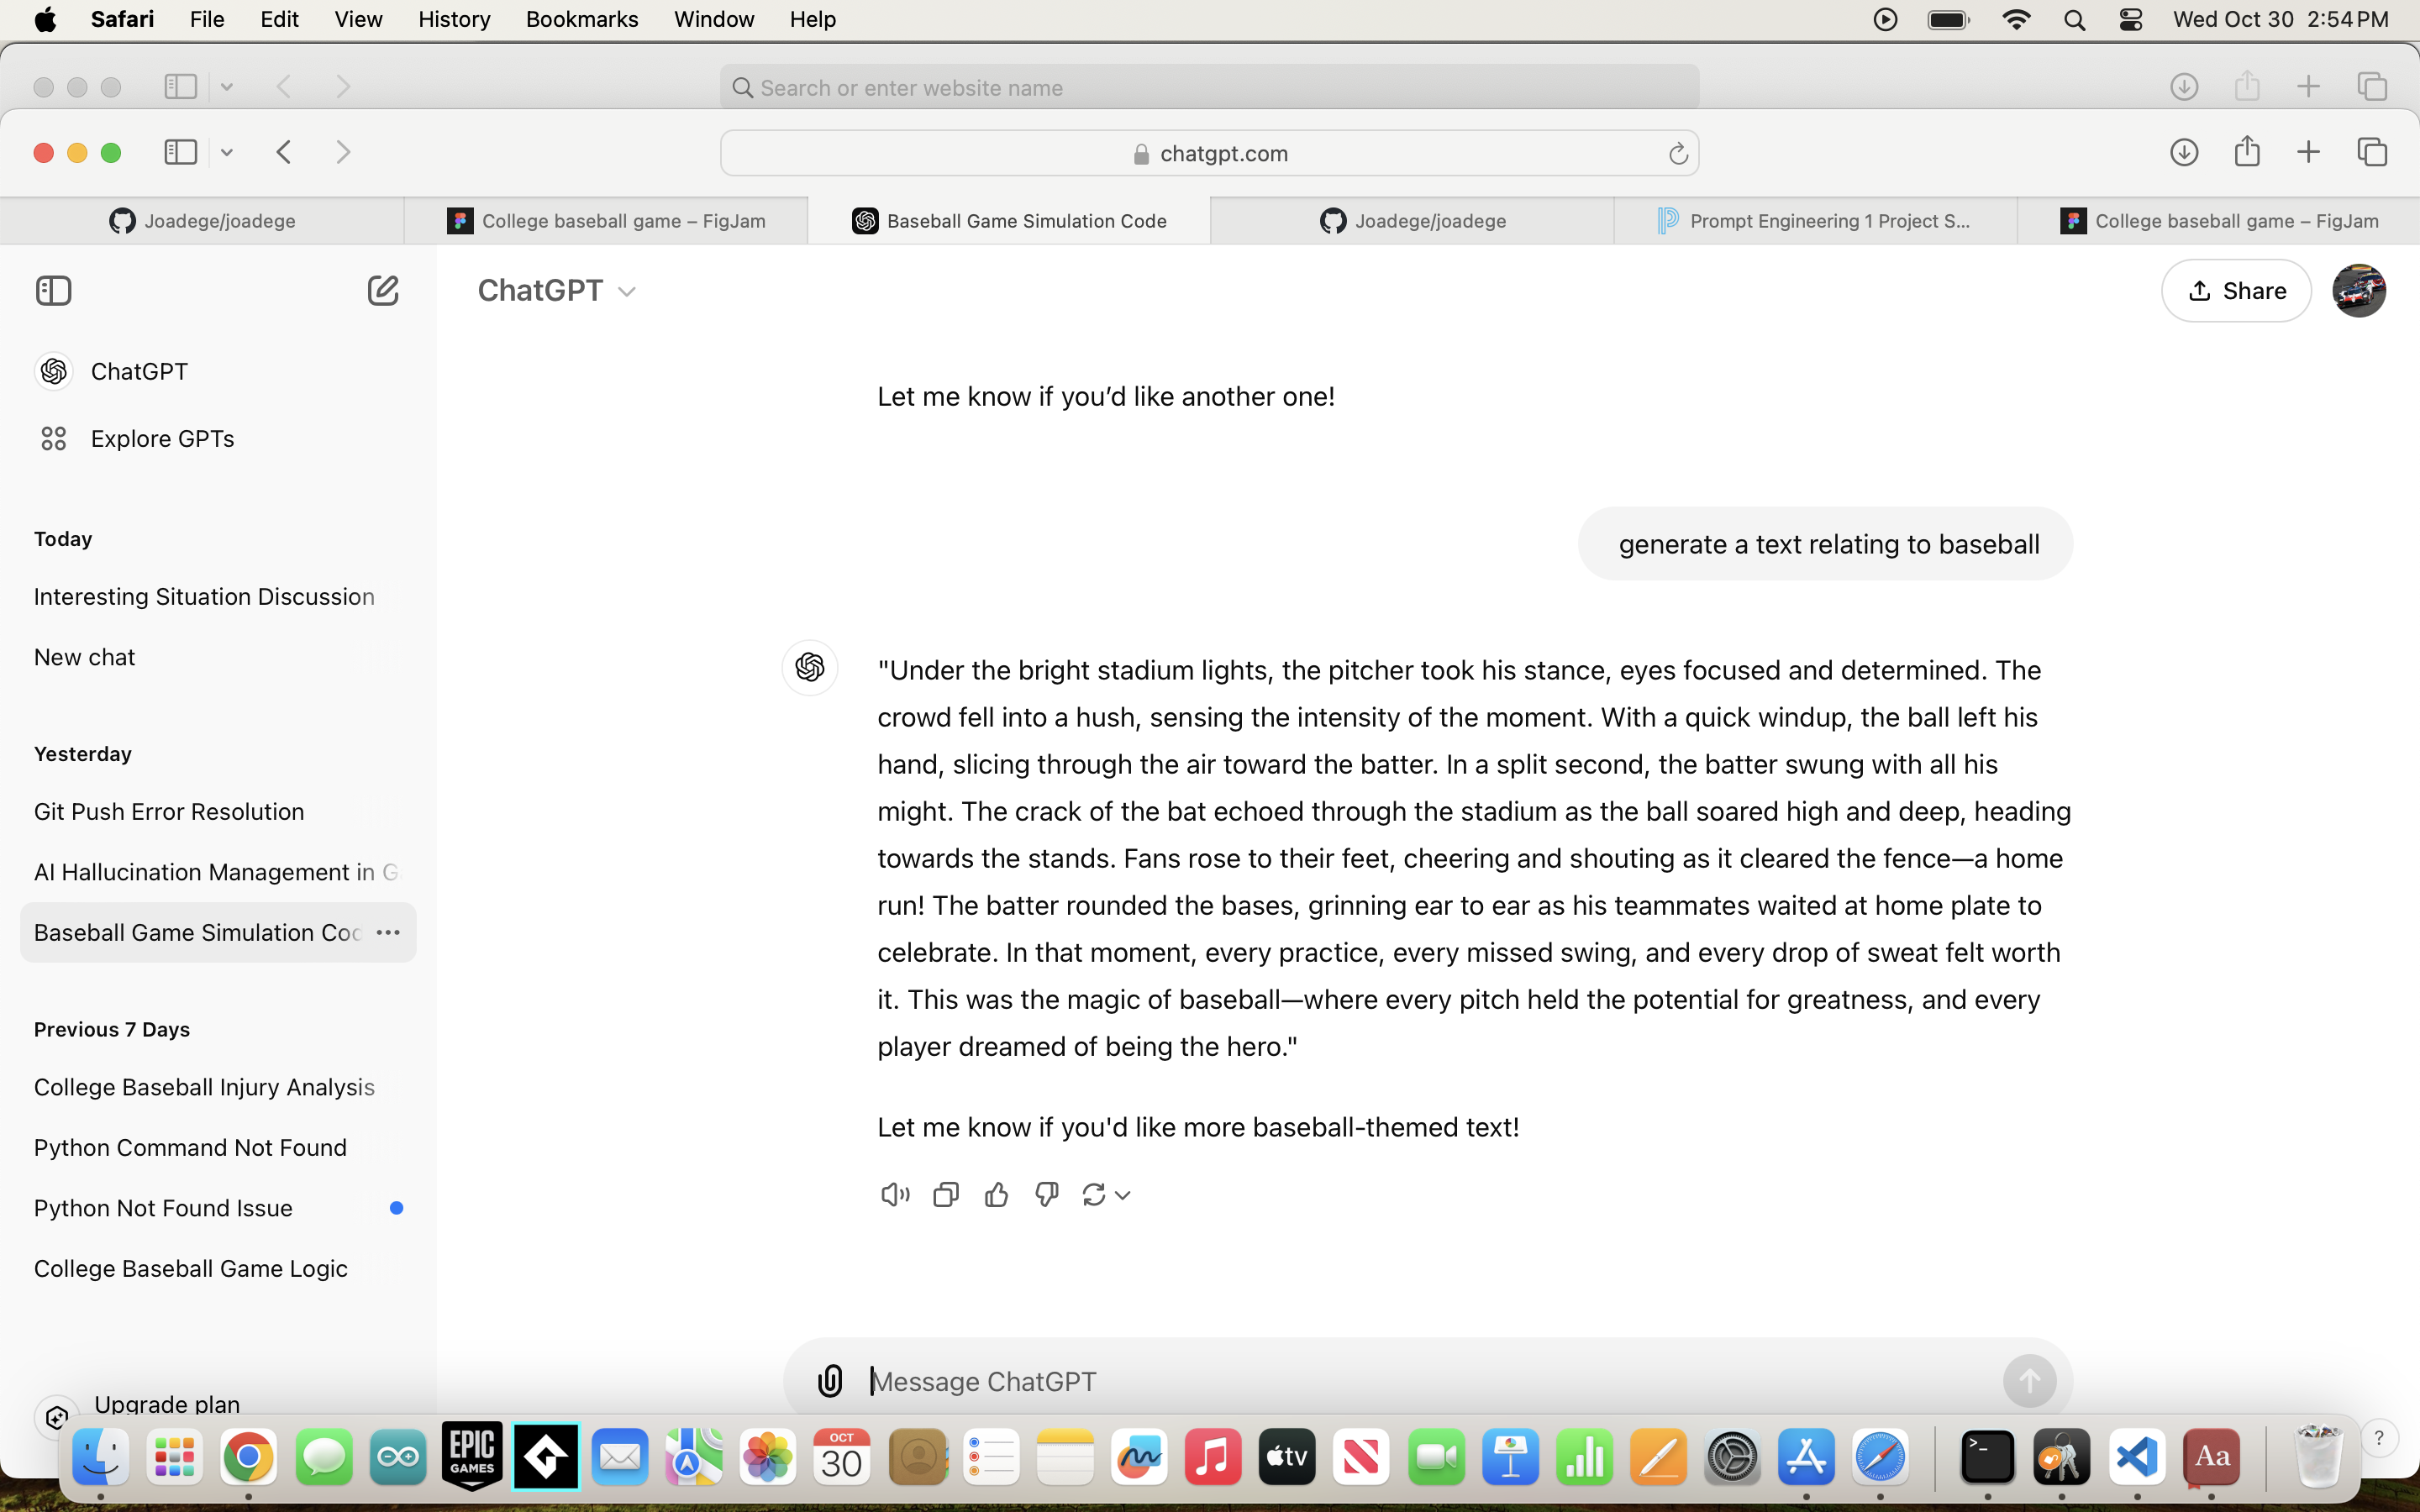 Safari File Edit View History Bookmarks Window Help Wed Oct 30 2:54 PM
Search or enter website name
chatgpt.com
Joadege/joadege College baseball game – FigJam Baseball Game Simulation Code Joadege/joadege Prompt Engineering 1 Project S... College baseball game – FigJam
ChatGPT Share
ChatGPT
Explore GPTs
Today
Interesting Situation Discussion
New chat
Yesterday
Git Push Error Resolution
AI Hallucination Management in G
Baseball Game Simulation Coc
Previous 7 Days
College Baseball Injury Analysis
Python Command Not Found
Python Not Found Issue
College Baseball Game Logic
Upgrade plan
Let me know if you’d like another one!
generate a text relating to baseball
"Under the bright stadium lights, the pitcher took his stance, eyes focused and determined. The
crowd fell into a hush, sensing the intensity of the moment. With a quick windup, the ball left his
hand, slicing through the air toward the batter. In a split second, the batter swung with all his
might. The crack of the bat echoed through the stadium as the ball soared high and deep, heading
towards the stands. Fans rose to their feet, cheering and shouting as it cleared the fence—a home
run! The batter rounded the bases, grinning ear to ear as his teammates waited at home plate to
celebrate. In that moment, every practice, every missed swing, and every drop of sweat felt worth
it. This was the magic of baseball—where every pitch held the potential for greatness, and every
player dreamed of being the hero."
Let me know if you'd like more baseball-themed text!
Message ChatGPT
?
EPIC
GAMES
OCT
30
tv
>_
Aa